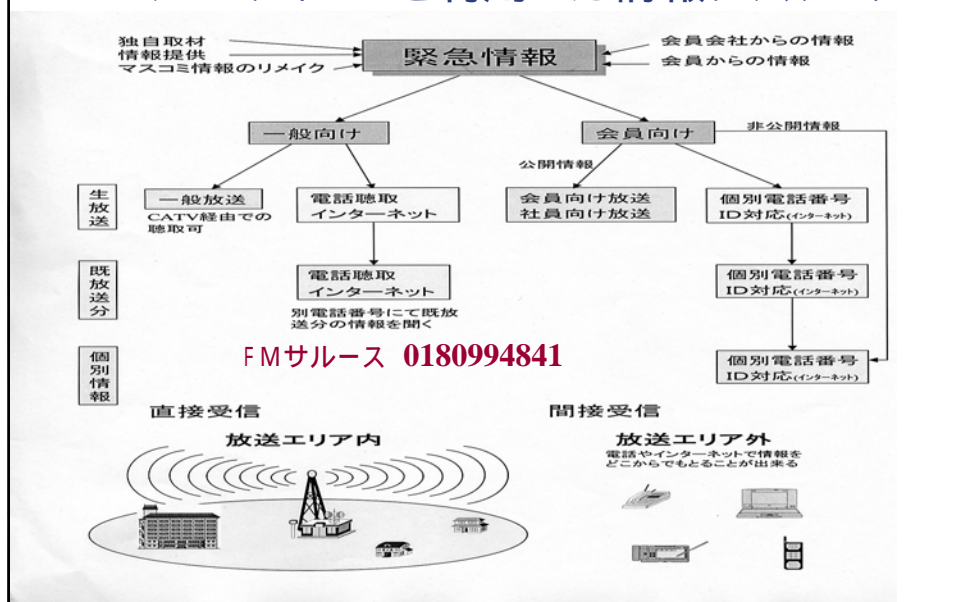 独自取材
情報提供
マスコミ情報のリメイク
緊急情報
会員会社からの情報
会員からの情報
一般向け
会員向け
非公開情報
公開情報
生放送
一般放送
CATV経由での
聴取可
電話聴取
インターネット
会員向け放送
社員向け放送
個別電話番号
ID対応(インターネット)
既放送分
電話聴取
インターネット
別電話番号にて既放
送分の情報を聞く
個別電話番号
ID対応(インターネット)
FMサルース 0180994841
個別情報
個別電話番号
ID対応(インターネット)
直接受信
間接受信
放送エリア内
放送エリア外
電話やインターネットで情報を
どこからでもとることが出来る